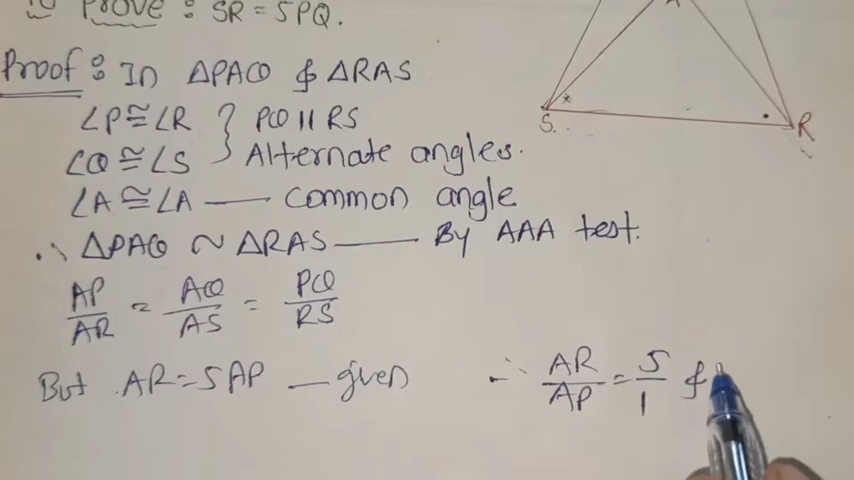 To PROVE : SR = 5PQ.
A
Proof : In ΔPAQ & ΔRAS
∠P ≅ ∠R } PQ || RS
∠Q ≅ ∠S Alternate angles.
S.
R
∠A ≅ ∠A — Common angle
∴ ΔPAQ ~ ΔRAS — By AAA test.
AP/AR = AQ/AS = PQ/RS
But AR = 5AP — given ∴ AR/AP = 5/1 &